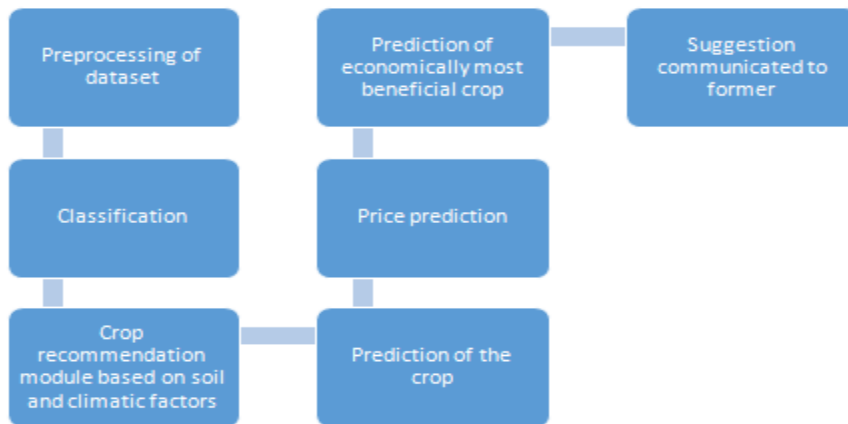 Preprocessing of
dataset
Classification
Crop
recommendation
module based on soil
and climatic factors
Prediction of the
crop
Price prediction
Prediction of
economically most
beneficial crop
Suggestion
communicated to
former